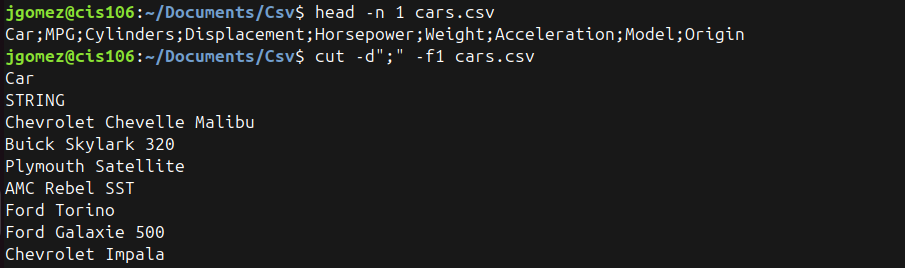 jgomez@cis106:~/Documents/Csv$ head -n 1 cars.csv
Car;MPG;Cylinders;Displacement;Horsepower;Weight;Acceleration;Model;Origin
jgomez@cis106:~/Documents/Csv$ cut -d";" -f1 cars.csv
Car
STRING
Chevrolet Chevelle Malibu
Buick Skylark 320
Plymouth Satellite
AMC Rebel SST
Ford Torino
Ford Galaxie 500
Chevrolet Impala